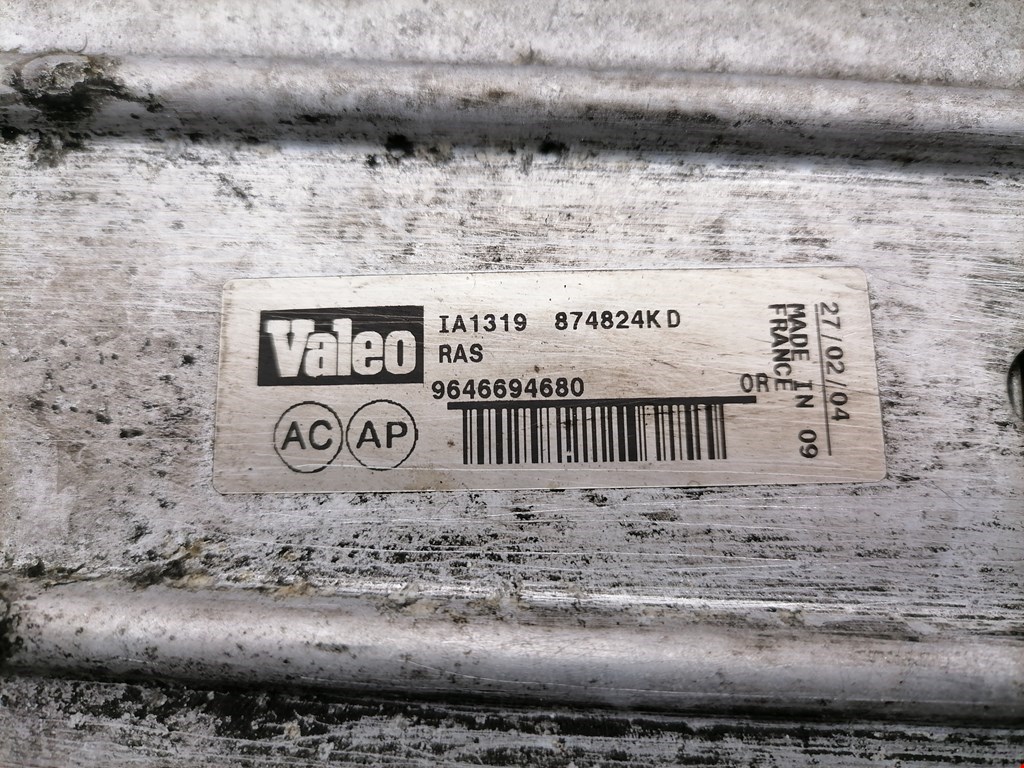 Valeo
IA1319 874824KD
RAS
9646694680
OR
AC AP
MADE IN 09
FRANCE
27/02/04